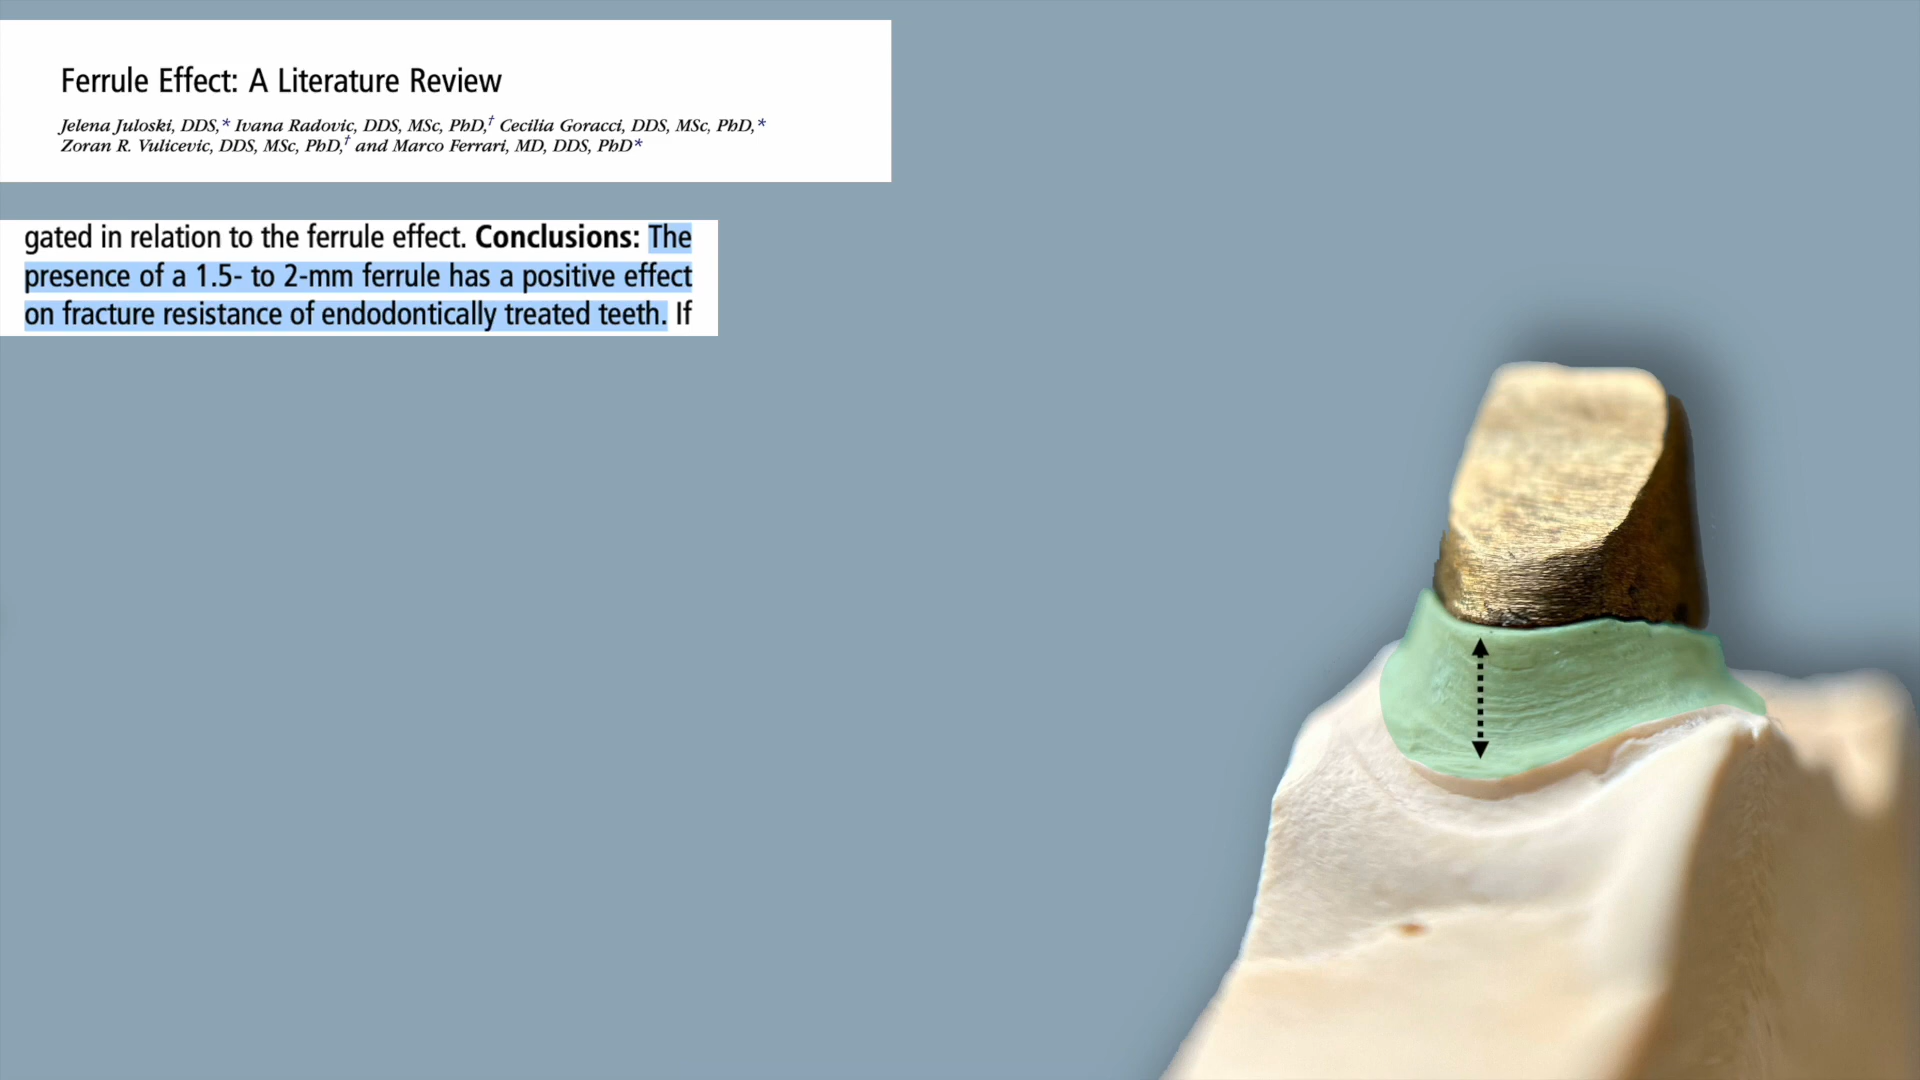 Ferrule Effect: A Literature Review
Jelena Juloski, DDS,* Ivana Radovic, DDS, MSc, PhD,† Cecilia Goracci, DDS, MSc, PhD,*
Zoran R. Vulicevic, DDS, MSc, PhD,† and Marco Ferrari, MD, DDS, PhD*
gated in relation to the ferrule effect. Conclusions: The
presence of a 1.5- to 2-mm ferrule has a positive effect
on fracture resistance of endodontically treated teeth. If